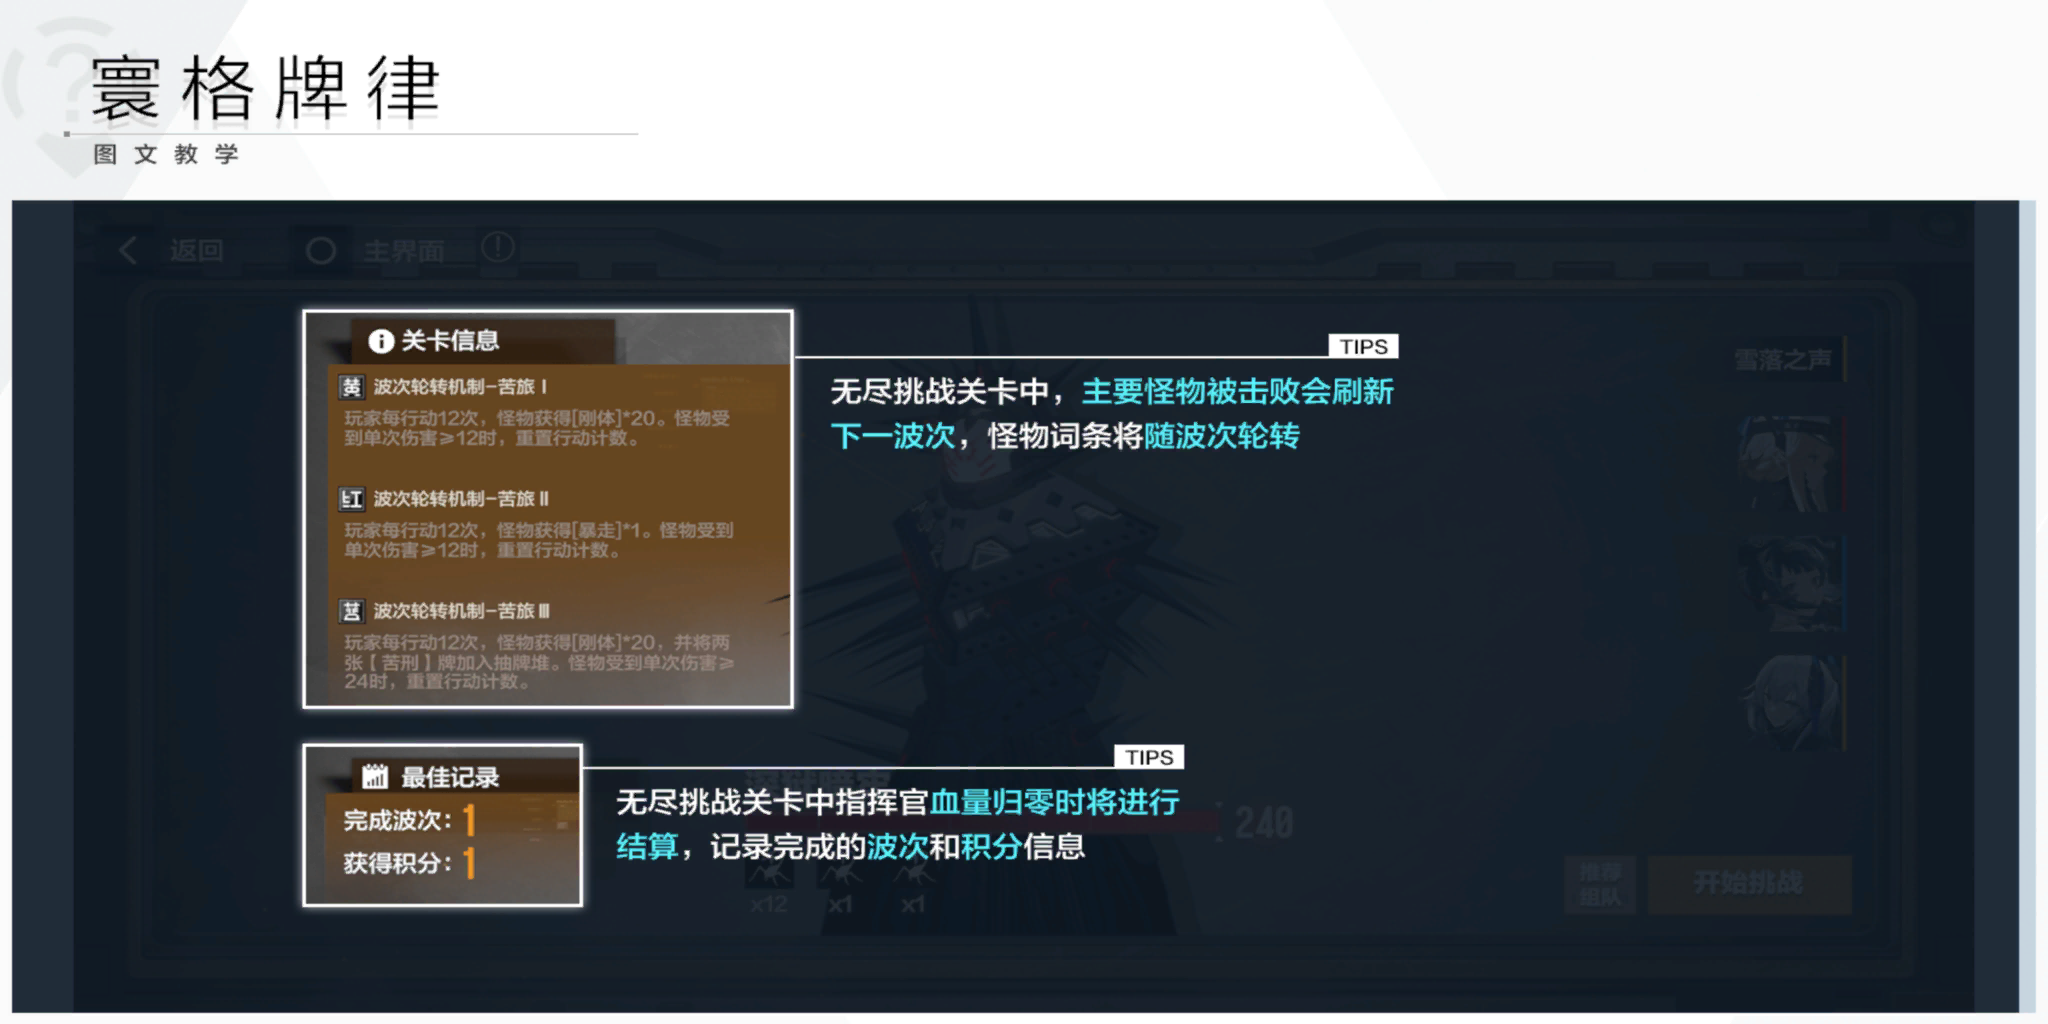 寰格牌律
图文教学
返回
主界面
关卡信息
波次轮转机制-苦旅 I
玩家每行动12次，怪物获得[刚体]*20。怪物受
到单次伤害≥12时，重置行动计数。
波次轮转机制-苦旅 II
玩家每行动12次，怪物获得[暴走]*1。怪物受到
单次伤害≥12时，重置行动计数。
波次轮转机制-苦旅 III
玩家每行动12次，怪物获得[刚体]*20，并将两
张【苦刑】牌加入抽牌堆。怪物受到单次伤害≥
24时，重置行动计数。
TIPS
无尽挑战关卡中，主要怪物被击败会刷新
下一波次，怪物词条将随波次轮转
雪落之声
最佳记录
完成波次：1
获得积分：1
TIPS
无尽挑战关卡中指挥官血量归零时将进行
结算，记录完成的波次和积分信息
240
x12
x1
x1
推荐
组队
开始挑战